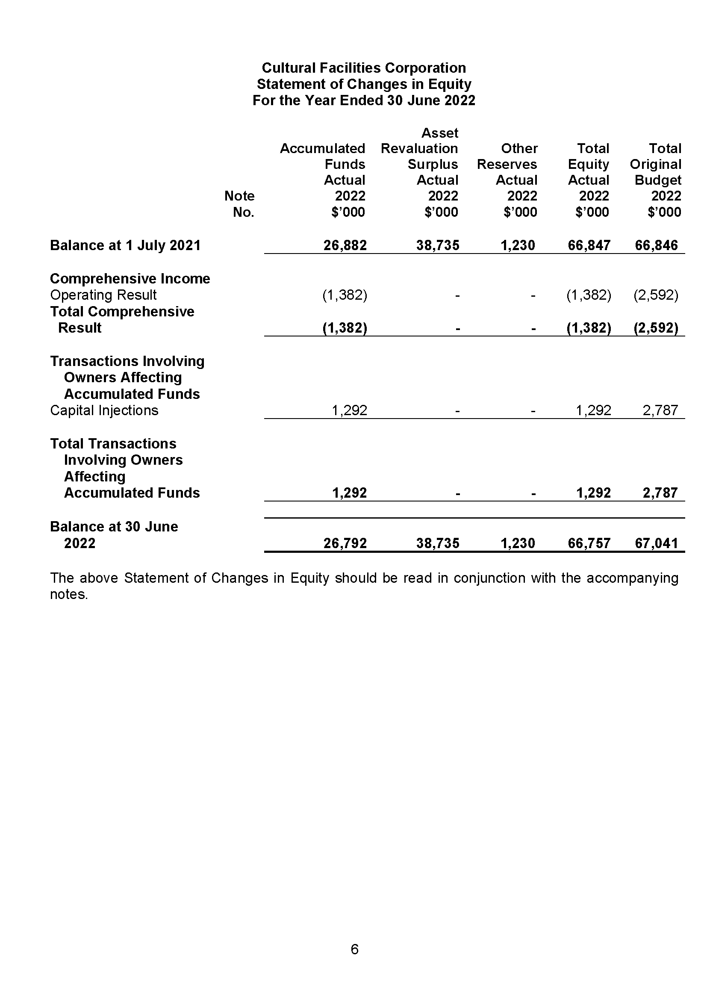 Cultural Facilities Corporation
Statement of Changes in Equity
For the Year Ended 30 June 2022
Asset
Accumulated Revaluation Other Total Total
Funds Surplus Reserves Equity Original
Actual Actual Actual Actual Budget
Note 2022 2022 2022 2022 2022
No. $’000 $’000 $’000 $’000 $’000
Balance at 1 July 2021 26,882 38,735 1,230 66,847 66,846
Comprehensive Income
Operating Result (1,382) - - (1,382) (2,592)
Total Comprehensive
Result (1,382) - - (1,382) (2,592)
Transactions Involving
Owners Affecting
Accumulated Funds
Capital Injections 1,292 - - 1,292 2,787
Total Transactions
Involving Owners
Affecting
Accumulated Funds 1,292 - - 1,292 2,787
Balance at 30 June
2022 26,792 38,735 1,230 66,757 67,041
The above Statement of Changes in Equity should be read in conjunction with the accompanying
notes.
6